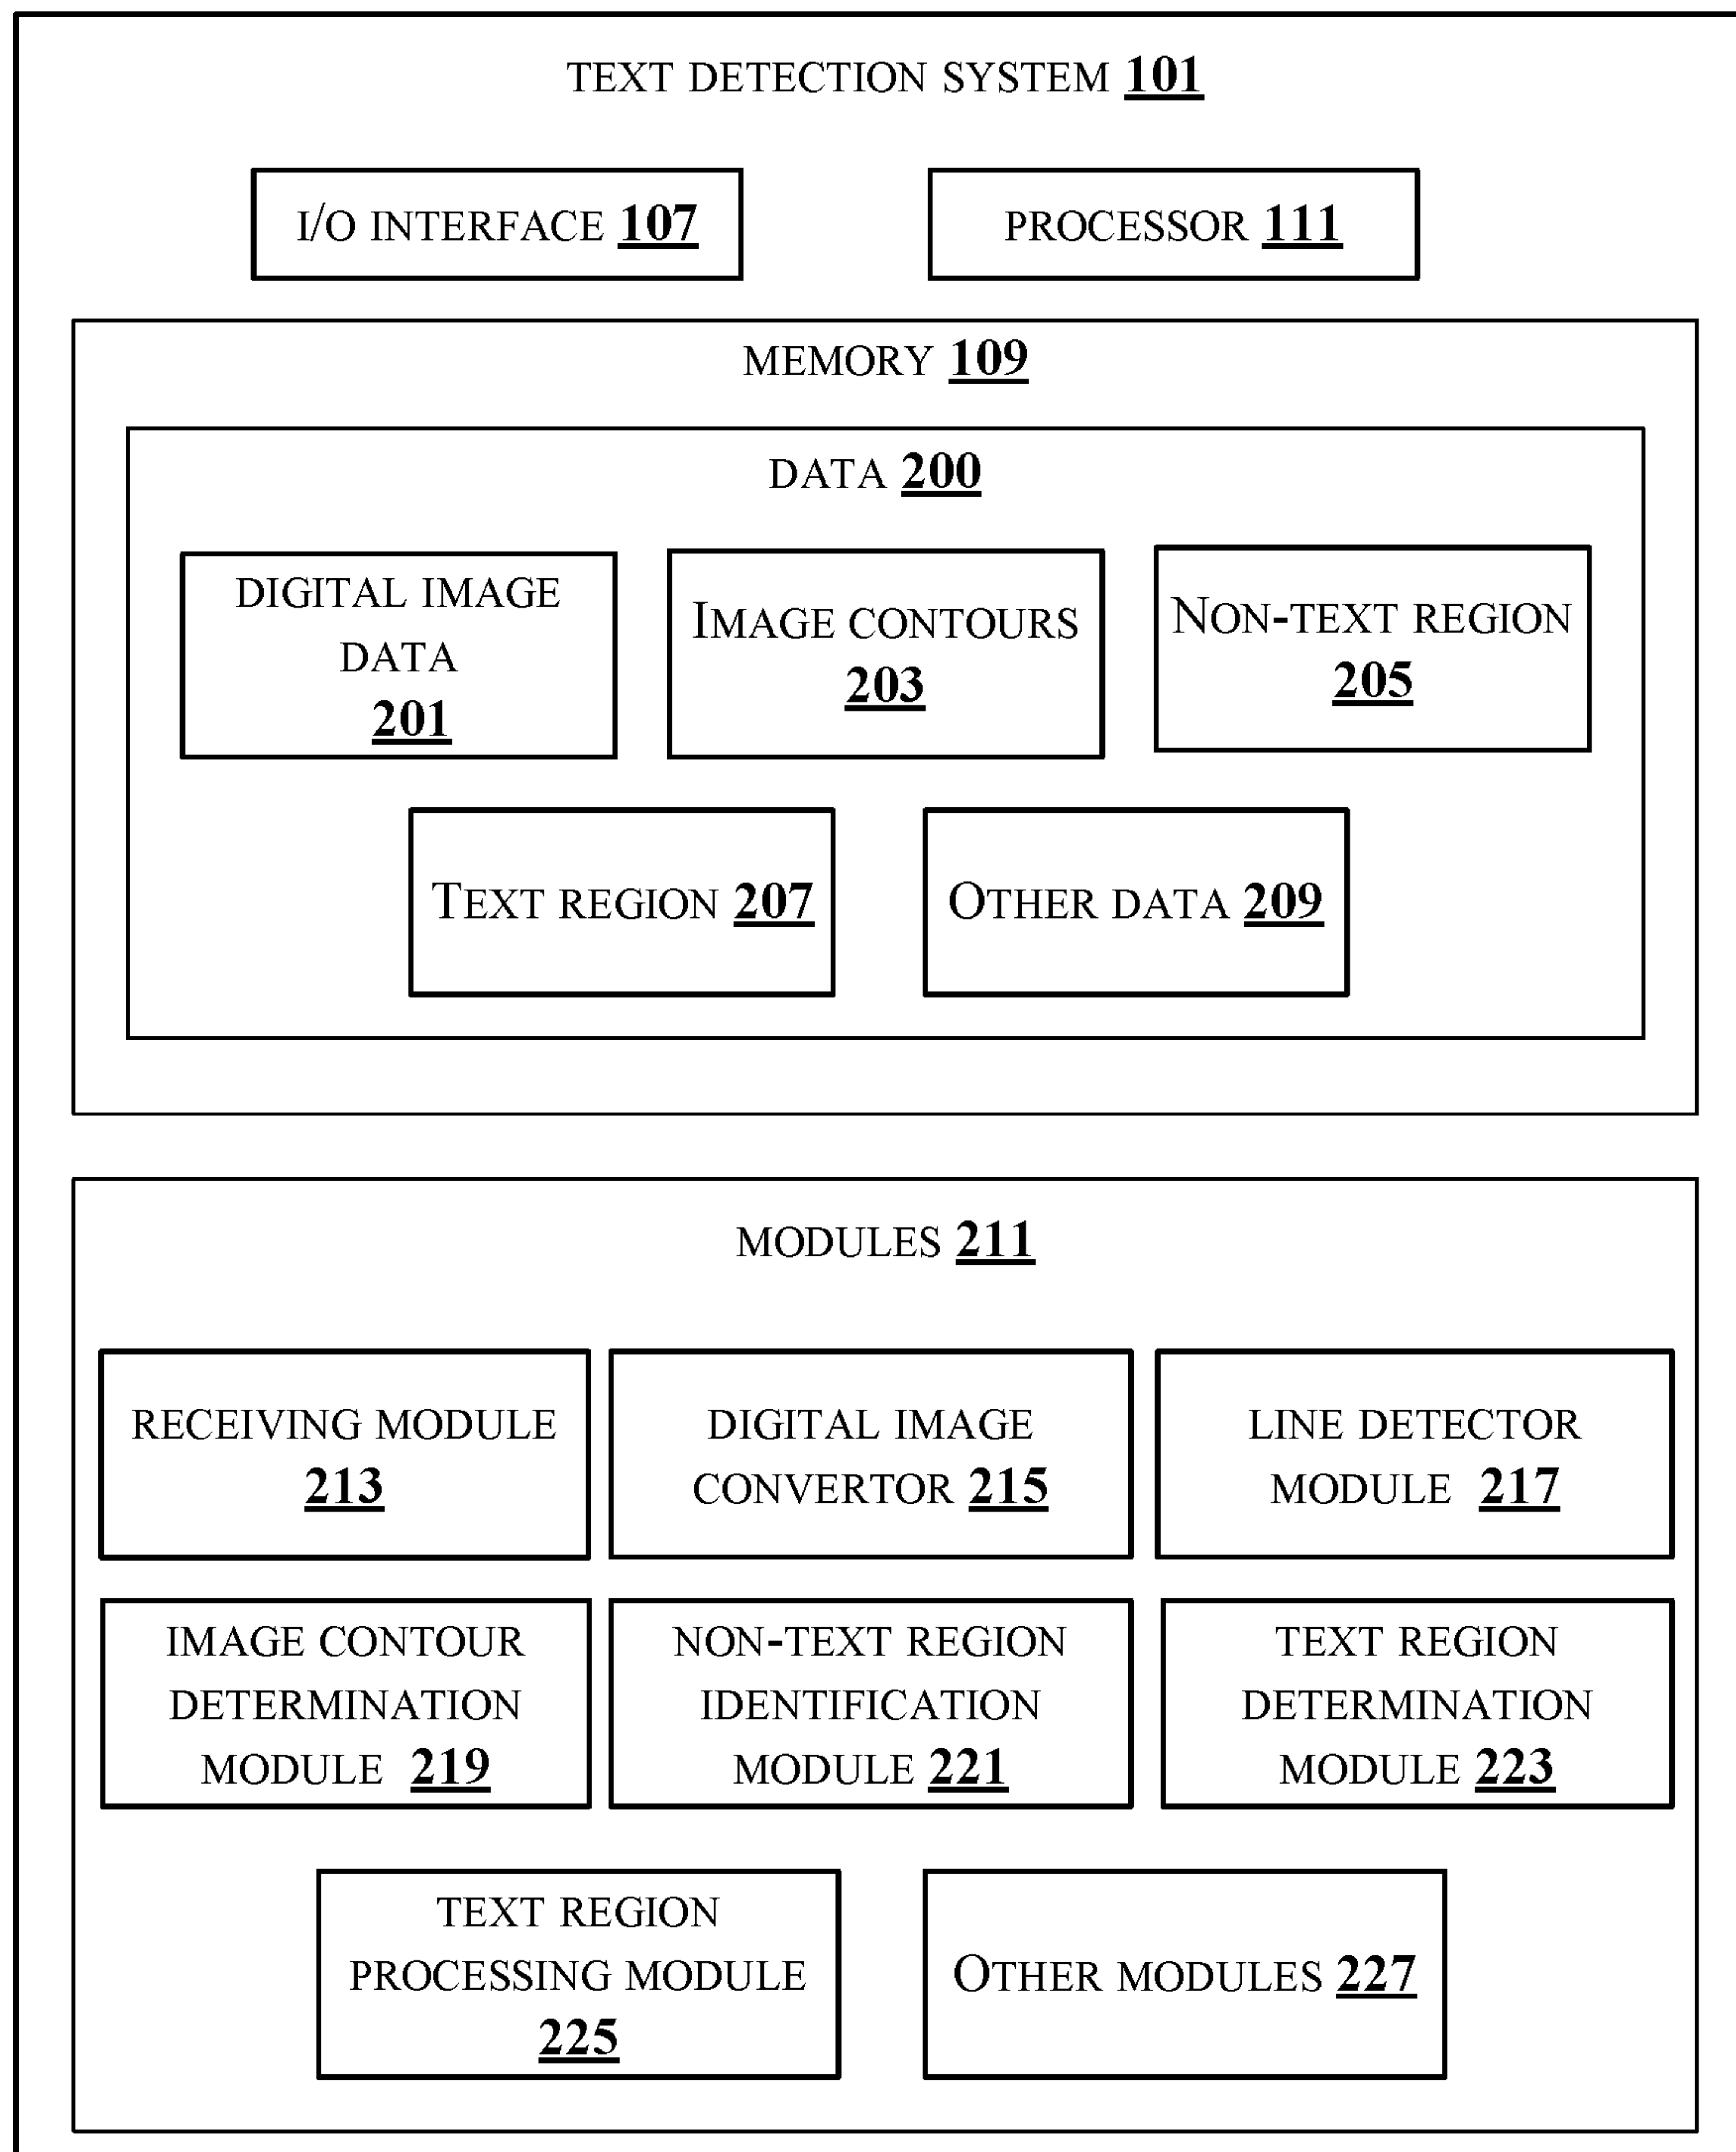 TEXT DETECTION SYSTEM 101
I/O INTERFACE 107
PROCESSOR 111
MEMORY 109
DATA 200
DIGITAL IMAGE
DATA
201
IMAGE CONTOURS
203
NON-TEXT REGION
205
TEXT REGION 207
OTHER DATA 209
MODULES 211
RECEIVING MODULE
213
DIGITAL IMAGE
CONVERTOR 215
LINE DETECTOR
MODULE 217
IMAGE CONTOUR
DETERMINATION
MODULE 219
NON-TEXT REGION
IDENTIFICATION
MODULE 221
TEXT REGION
DETERMINATION
MODULE 223
TEXT REGION
PROCESSING MODULE
225
OTHER MODULES 227